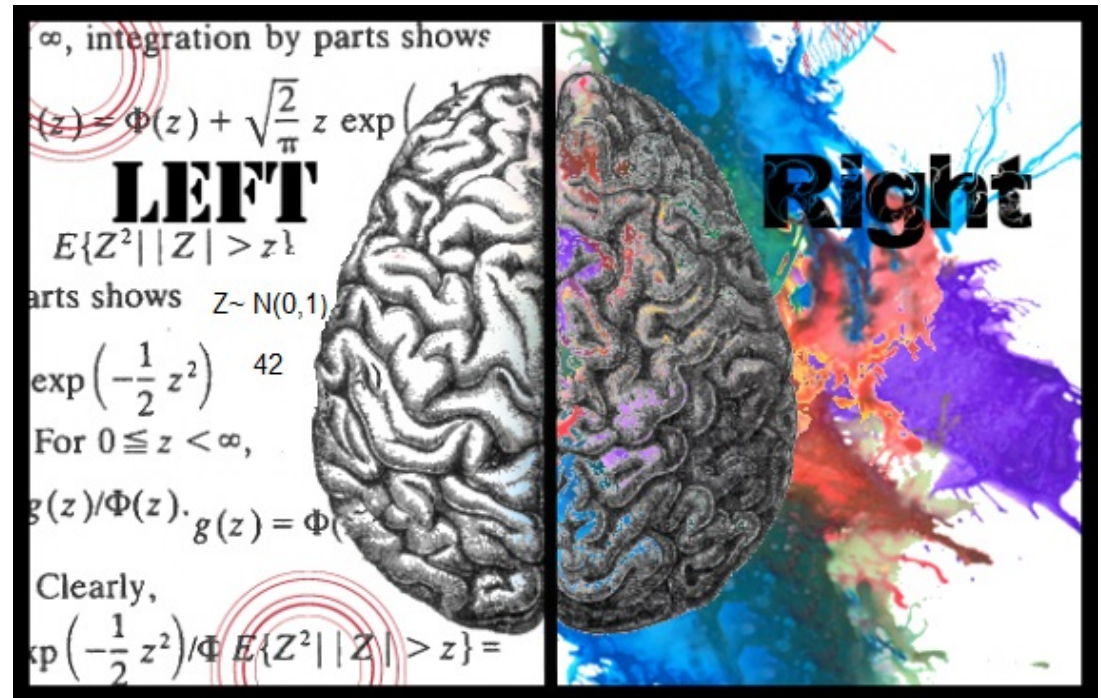 ∞, integration by parts shows
(z) = Φ(z) + √(2/π) z exp(
LEFT
E{Z²| |Z| > z}
arts shows
Z~ N(0,1)
exp(-1/2 z²)
42
For 0 ≦ z < ∞,
g(z)/Φ(z).
g(z) = Φ(
Clearly,
xp(-1/2 z²)/Φ E{Z²| |Z| > z} =
Right